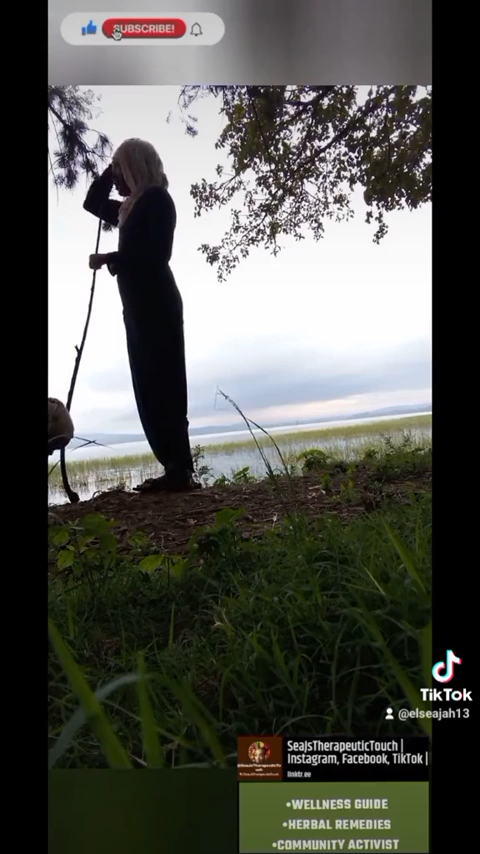 SUBSCRIBE!
TikTok
@elseajah13
SeaJsTherapeuticTouch |
Instagram, Facebook, TikTok |
linktr.ee
•WELLNESS GUIDE
•HERBAL REMEDIES
•COMMUNITY ACTIVIST